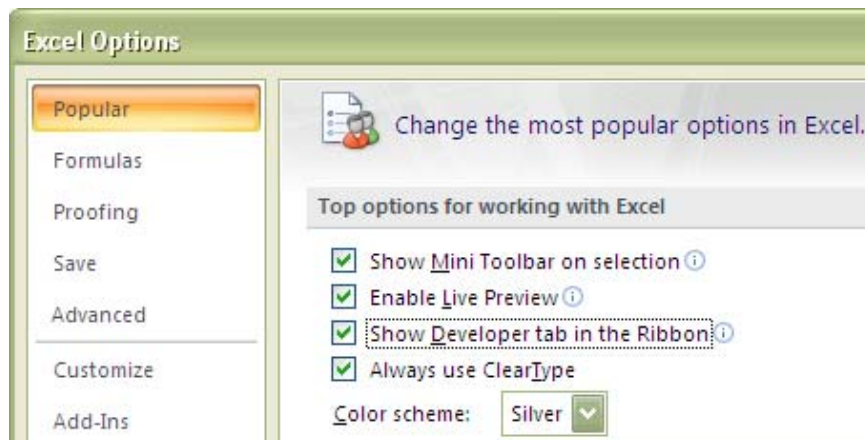 Excel Options
Popular
Formulas
Proofing
Save
Advanced
Customize
Add-Ins
Change the most popular options in Excel.
Top options for working with Excel
Show Mini Toolbar on selection
Enable Live Preview
Show Developer tab in the Ribbon
Always use ClearType
Color scheme: Silver